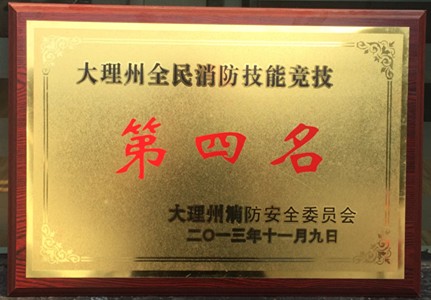 大理州全民消防技能竞技
第四名
大理州消防安全委员会
二〇一三年十一月九日